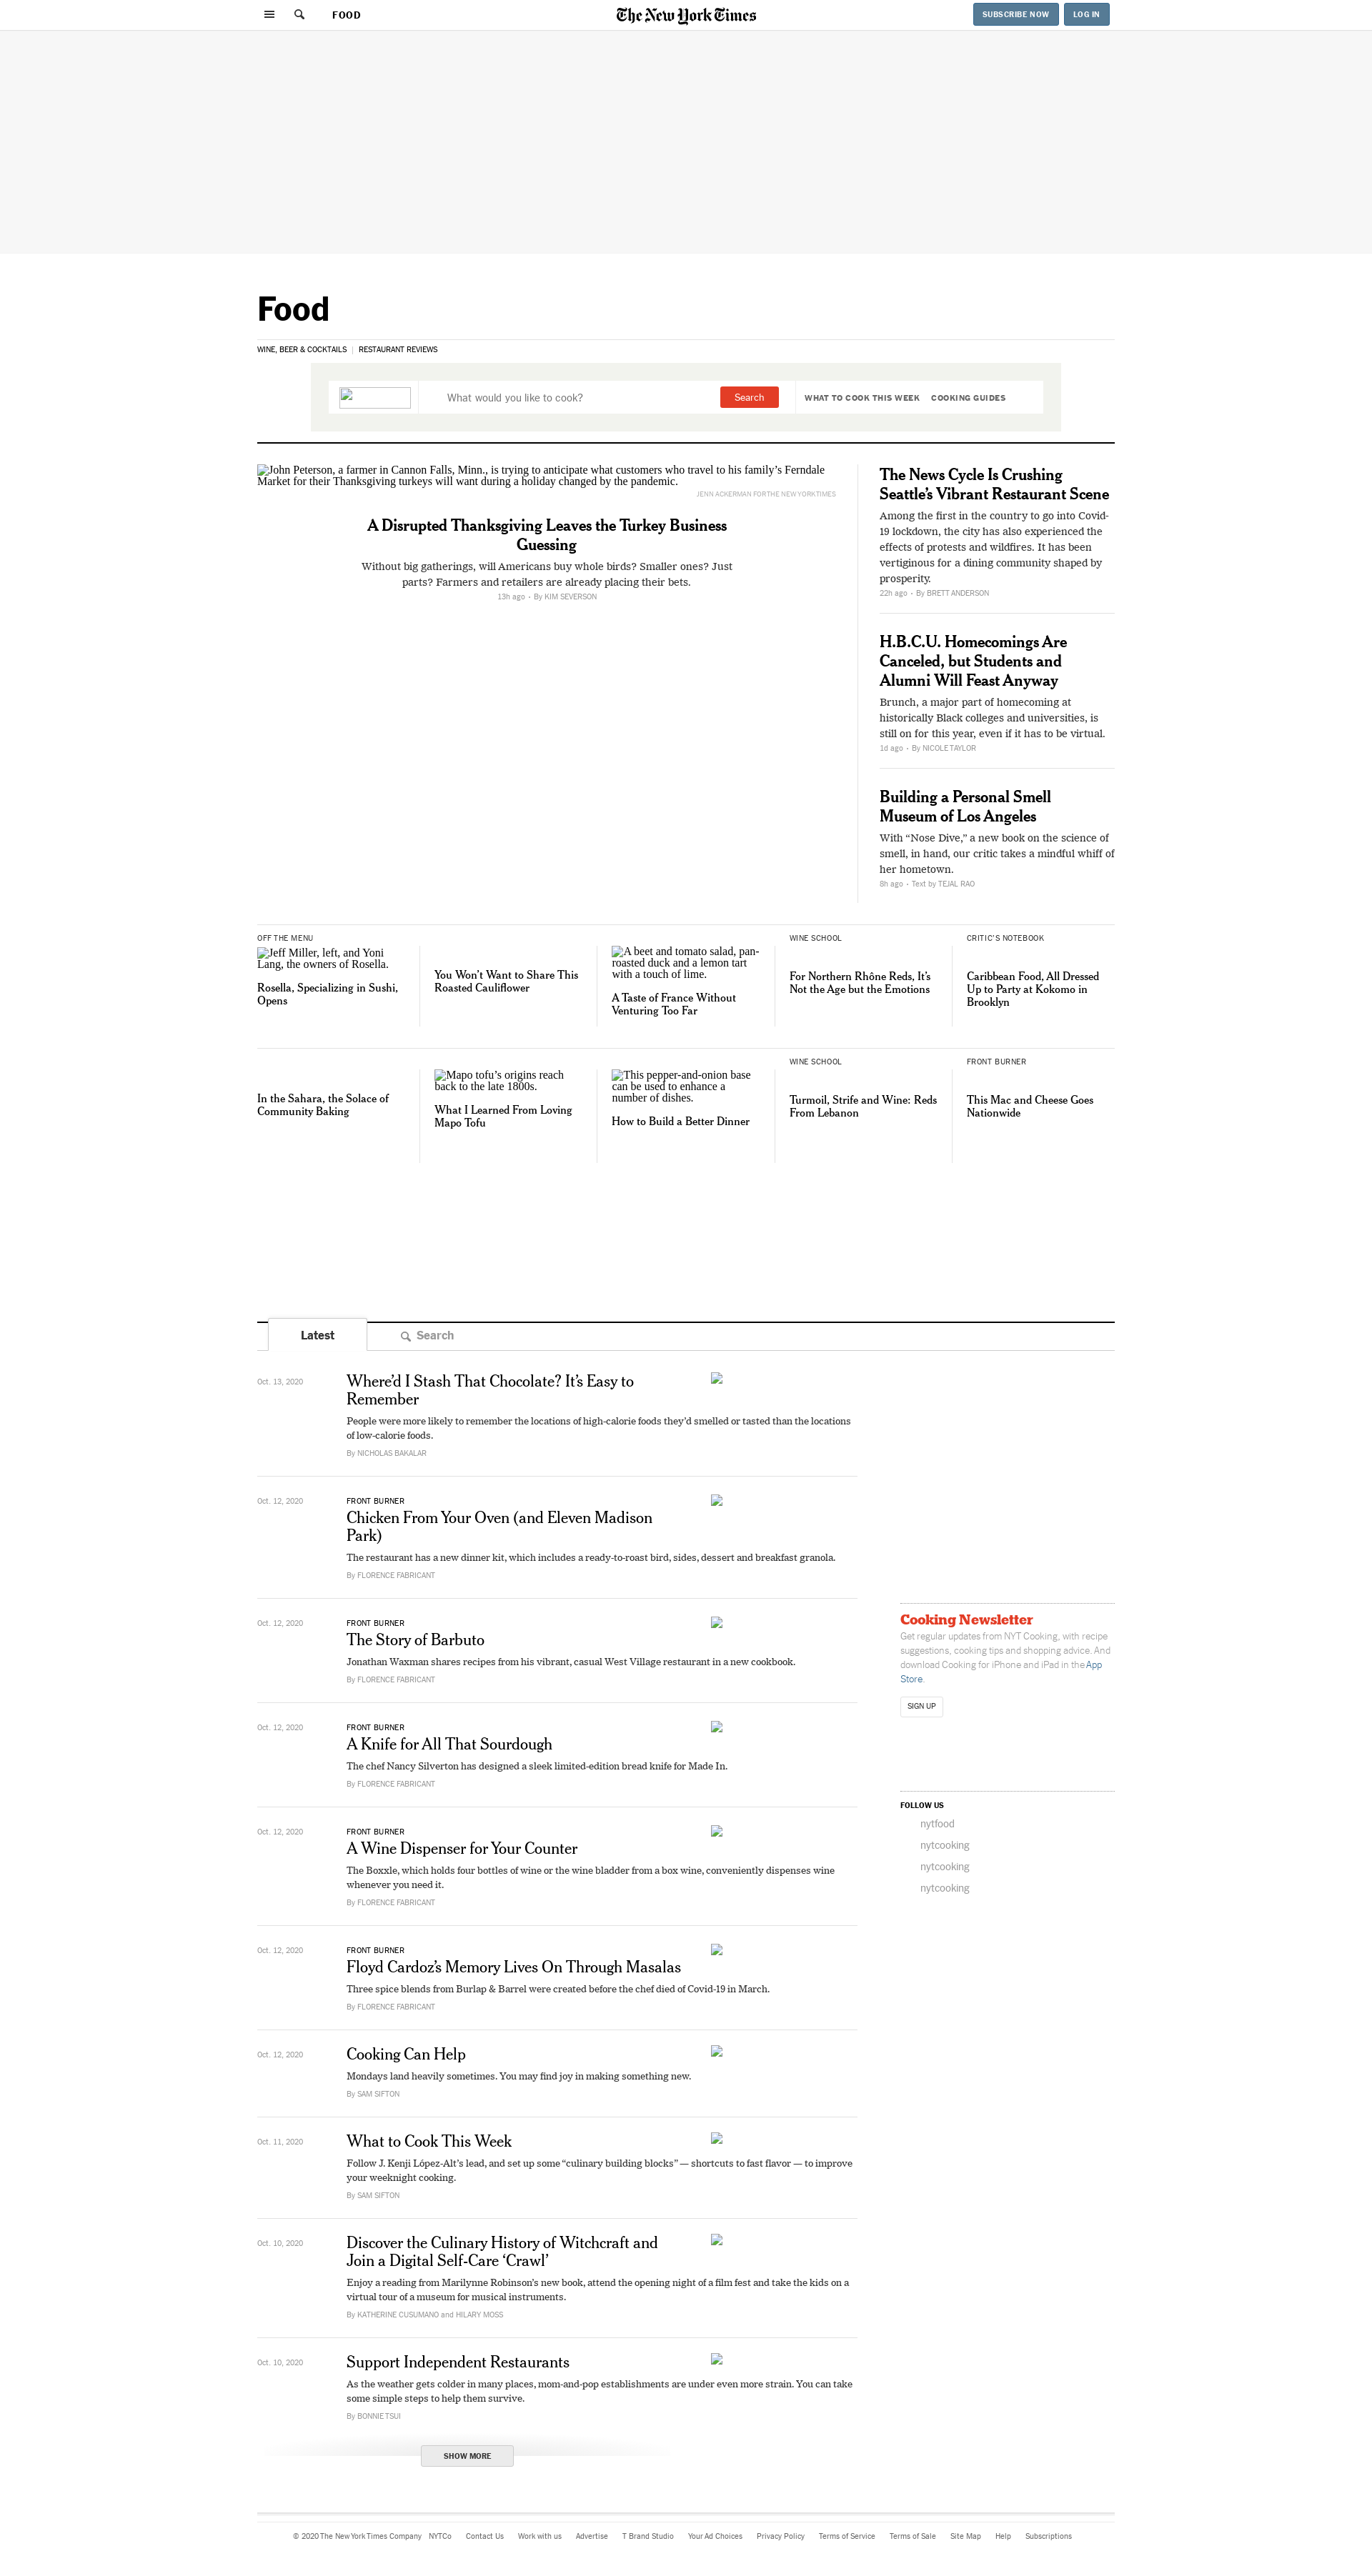 FOOD
The New York Times
SUBSCRIBE NOW
LOG IN
Food
WINE, BEER & COCKTAILS | RESTAURANT REVIEWS
What would you like to cook?
Search
WHAT TO COOK THIS WEEK
COOKING GUIDES
John Peterson, a farmer in Cannon Falls, Minn., is trying to anticipate what customers who travel to his family’s Ferndale
Market for their Thanksgiving turkeys will want during a holiday changed by the pandemic.
JENN ACKERMAN FOR THE NEW YORK TIMES
A Disrupted Thanksgiving Leaves the Turkey Business
Guessing
Without big gatherings, will Americans buy whole birds? Smaller ones? Just
parts? Farmers and retailers are already placing their bets.
13h ago • By KIM SEVERSON
The News Cycle Is Crushing
Seattle’s Vibrant Restaurant Scene
Among the first in the country to go into Covid-
19 lockdown, the city has also experienced the
effects of protests and wildfires. It has been
vertiginous for a dining community shaped by
prosperity.
22h ago • By BRETT ANDERSON
H.B.C.U. Homecomings Are
Canceled, but Students and
Alumni Will Feast Anyway
Brunch, a major part of homecoming at
historically Black colleges and universities, is
still on for this year, even if it has to be virtual.
1d ago • By NICOLE TAYLOR
Building a Personal Smell
Museum of Los Angeles
With “Nose Dive,” a new book on the science of
smell, in hand, our critic takes a mindful whiff of
her hometown.
8h ago • Text by TEJAL RAO
OFF THE MENU
Jeff Miller, left, and Yoni
Lang, the owners of Rosella.
Rosella, Specializing in Sushi,
Opens
You Won’t Want to Share This
Roasted Cauliflower
A beet and tomato salad, pan-
roasted duck and a lemon tart
with a touch of lime.
A Taste of France Without
Venturing Too Far
WINE SCHOOL
For Northern Rhône Reds, It’s
Not the Age but the Emotions
CRITIC’S NOTEBOOK
Caribbean Food, All Dressed
Up to Party at Kokomo in
Brooklyn
In the Sahara, the Solace of
Community Baking
Mapo tofu’s origins reach
back to the late 1800s.
What I Learned From Loving
Mapo Tofu
This pepper-and-onion base
can be used to enhance a
number of dishes.
How to Build a Better Dinner
WINE SCHOOL
Turmoil, Strife and Wine: Reds
From Lebanon
FRONT BURNER
This Mac and Cheese Goes
Nationwide
Latest
Search
Oct. 13, 2020
Where’d I Stash That Chocolate? It’s Easy to
Remember
People were more likely to remember the locations of high-calorie foods they’d smelled or tasted than the locations
of low-calorie foods.
By NICHOLAS BAKALAR
Oct. 12, 2020
FRONT BURNER
Chicken From Your Oven (and Eleven Madison
Park)
The restaurant has a new dinner kit, which includes a ready-to-roast bird, sides, dessert and breakfast granola.
By FLORENCE FABRICANT
Oct. 12, 2020
FRONT BURNER
The Story of Barbuto
Jonathan Waxman shares recipes from his vibrant, casual West Village restaurant in a new cookbook.
By FLORENCE FABRICANT
Oct. 12, 2020
FRONT BURNER
A Knife for All That Sourdough
The chef Nancy Silverton has designed a sleek limited-edition bread knife for Made In.
By FLORENCE FABRICANT
Oct. 12, 2020
FRONT BURNER
A Wine Dispenser for Your Counter
The Boxxle, which holds four bottles of wine or the wine bladder from a box wine, conveniently dispenses wine
whenever you need it.
By FLORENCE FABRICANT
Oct. 12, 2020
FRONT BURNER
Floyd Cardoz’s Memory Lives On Through Masalas
Three spice blends from Burlap & Barrel were created before the chef died of Covid-19 in March.
By FLORENCE FABRICANT
Oct. 12, 2020
Cooking Can Help
Mondays land heavily sometimes. You may find joy in making something new.
By SAM SIFTON
Oct. 11, 2020
What to Cook This Week
Follow J. Kenji López-Alt’s lead, and set up some “culinary building blocks” — shortcuts to fast flavor — to improve
your weeknight cooking.
By SAM SIFTON
Oct. 10, 2020
Discover the Culinary History of Witchcraft and
Join a Digital Self-Care ‘Crawl’
Enjoy a reading from Marilynne Robinson’s new book, attend the opening night of a film fest and take the kids on a
virtual tour of a museum for musical instruments.
By KATHERINE CUSUMANO and HILARY MOSS
Oct. 10, 2020
Support Independent Restaurants
As the weather gets colder in many places, mom-and-pop establishments are under even more strain. You can take
some simple steps to help them survive.
By BONNIE TSUI
SHOW MORE
Cooking Newsletter
Get regular updates from NYT Cooking, with recipe
suggestions, cooking tips and shopping advice. And
download Cooking for iPhone and iPad in the App
Store.
SIGN UP
FOLLOW US
nytfood
nytcooking
nytcooking
nytcooking
© 2020 The New York Times Company NYTCo Contact Us Work with us Advertise T Brand Studio Your Ad Choices Privacy Policy Terms of Service Terms of Sale Site Map Help Subscriptions